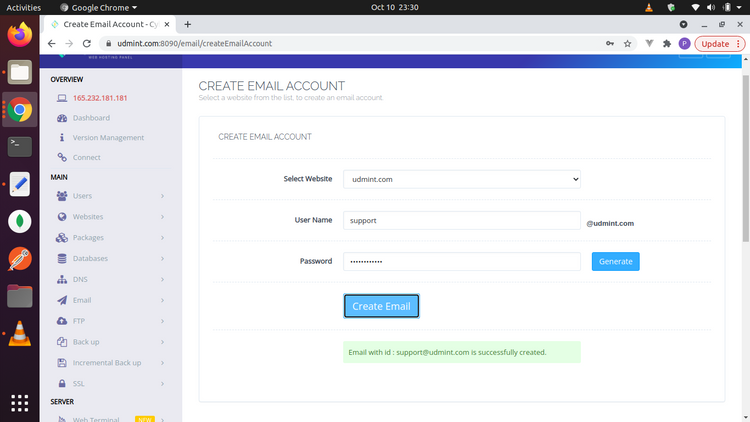 Activities
Google Chrome
Oct 10 23:30
Create Email Account - Cy
udmint.com:8090/email/createEmailAccount
P
Update
WEB HOSTING PANEL
OVERVIEW
165.232.181.181
Dashboard
Version Management
Connect
MAIN
Users
Websites
Packages
Databases
DNS
Email
FTP
Back up
Incremental Back up
SSL
SERVER
Web Terminal NEW
CREATE EMAIL ACCOUNT
Select a website from the list, to create an email account.
CREATE EMAIL ACCOUNT
Select Website udmint.com
User Name support @udmint.com
Password •••••••••••• Generate
Create Email
Email with id : support@udmint.com is successfully created.